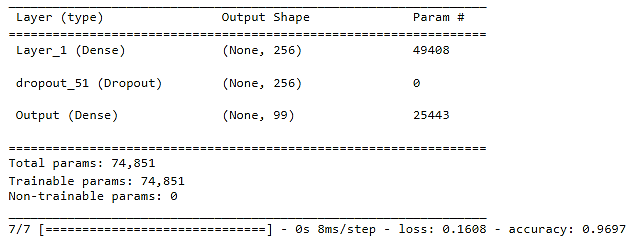 Layer (type) Output Shape Param #
=================================================================
Layer_1 (Dense) (None, 256) 49408
dropout_51 (Dropout) (None, 256) 0
Output (Dense) (None, 99) 25443
=================================================================
Total params: 74,851
Trainable params: 74,851
Non-trainable params: 0
_________________________________________________________________
7/7 [==============================] - 0s 8ms/step - loss: 0.1608 - accuracy: 0.9697